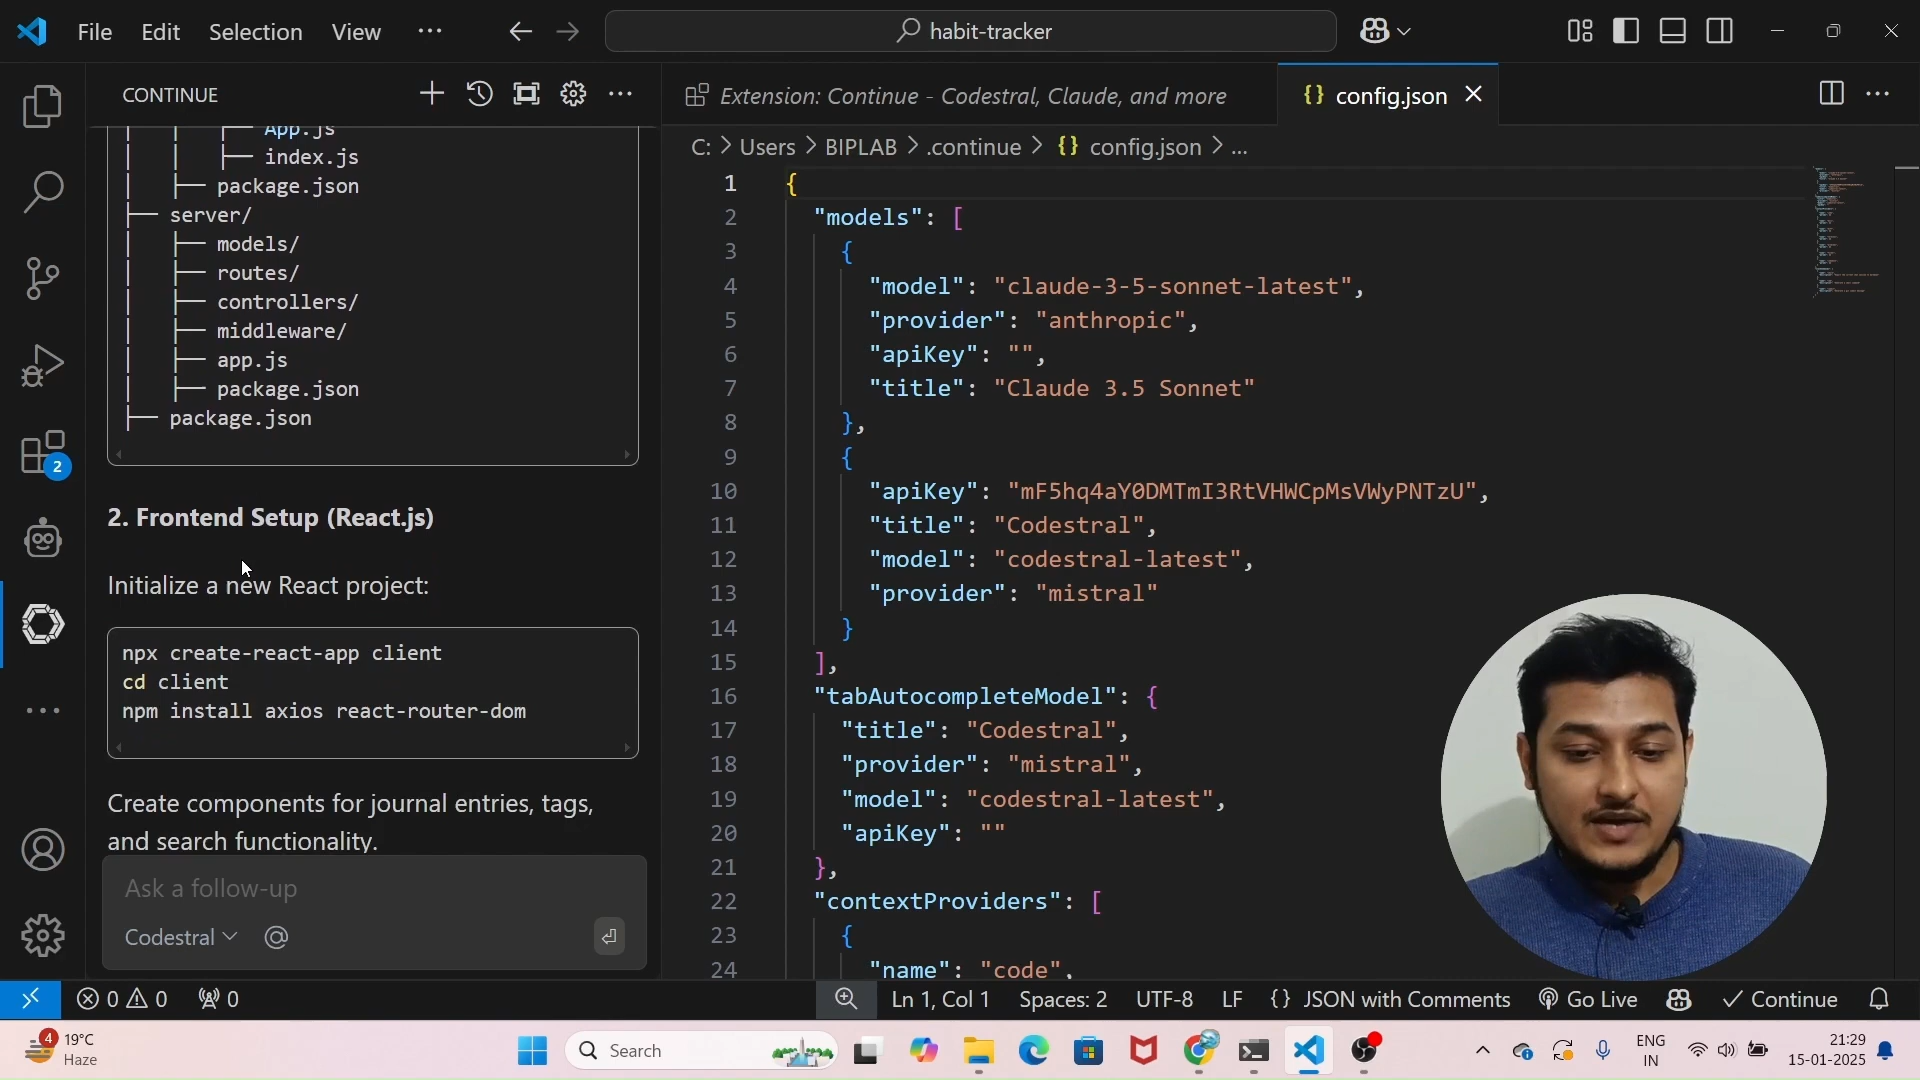 File Edit Selection View ···
habit-tracker
CONTINUE
App.js
index.js
package.json
server/
models/
routes/
controllers/
middleware/
app.js
package.json
package.json
2. Frontend Setup (React.js)
Initialize a new React project:
npx create-react-app client
cd client
npm install axios react-router-dom
Create components for journal entries, tags,
and search functionality.
Ask a follow-up
Codestral @
2
Extension: Continue - Codestral, Claude, and more
{} config.json
C: > Users > BIPLAB > .continue > {} config.json > ...
1 {
2 "models": [
3 {
4 "model": "claude-3-5-sonnet-latest",
5 "provider": "anthropic",
6 "apiKey": "",
7 "title": "Claude 3.5 Sonnet"
8 },
9 {
10 "apiKey": "mF5hq4aY0DMTmI3RtVHWCpMsVWyPNTzU",
11 "title": "Codestral",
12 "model": "codestral-latest",
13 "provider": "mistral"
14 }
15 ],
16 "tabAutocompleteModel": {
17 "title": "Codestral",
18 "provider": "mistral",
19 "model": "codestral-latest",
20 "apiKey": ""
21 },
22 "contextProviders": [
23 {
24 "name": "code",
0 0 0
Ln 1, Col 1 Spaces: 2 UTF-8 LF {} JSON with Comments Go Live Continue
4
19°C
Haze
Search
ENG
IN
21:29
15-01-2025